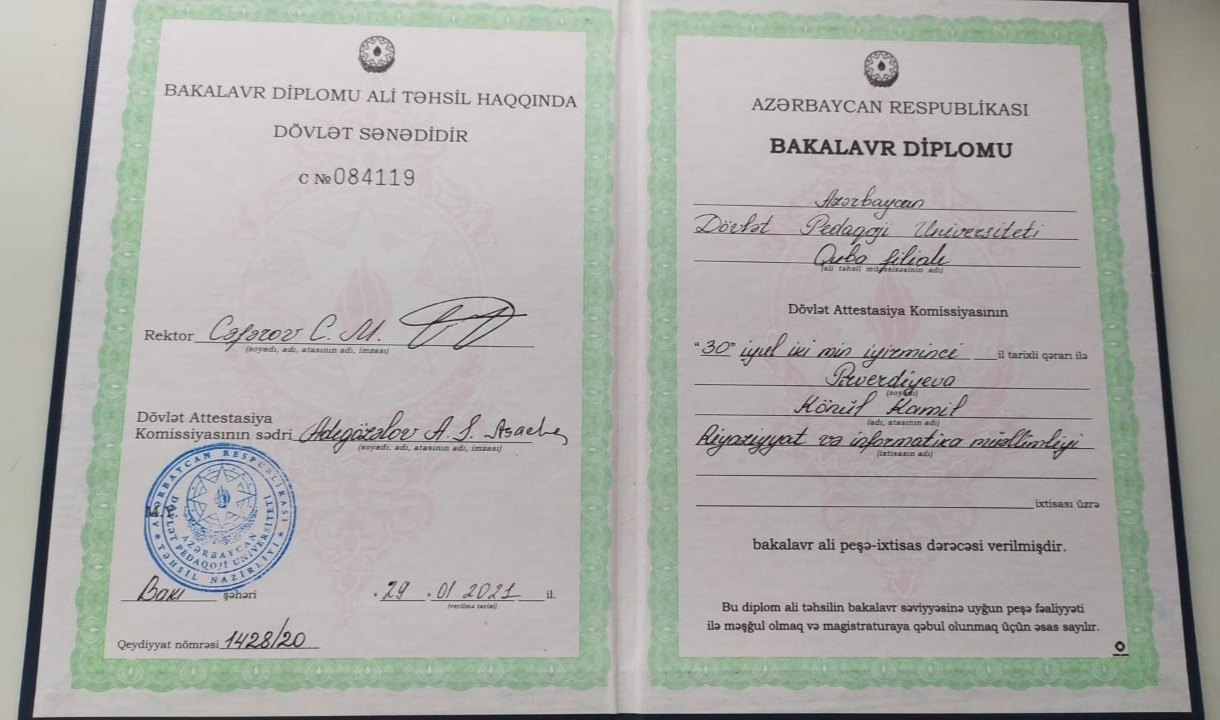 BAKALAVR DİPLOMU ALİ TƏHSİL HAQQINDA
DÖVLƏT SƏNƏDİDİR
C №084119
Rektor Cəfərov C. M.
(soyadı, adı, atasının adı, imzası)
Dövlət Attestasiya
Komissiyasının sədri Adıgözəlov A. S.
(soyadı, adı, atasının adı, imzası)
M.Y.
AZƏRBAYCAN RESPUBLİKASI
TƏHSİL NAZİRLİYİ
AZƏRBAYCAN
DÖVLƏT PEDAQOJİ UNİVERSİTETİ
Bakı şəhəri "29" 01 2021 il.
(verilmə tarixi)
Qeydiyyat nömrəsi 1428/20
AZƏRBAYCAN RESPUBLİKASI
BAKALAVR DİPLOMU
Azərbaycan
Dövlət Pedaqoji Universiteti
Quba filialı
(ali təhsil müəssisəsinin adı)
Dövlət Attestasiya Komissiyasının
"30" iyul iki min iyirminci il tarixli qərarı ilə
Pirverdiyeva
(soyadı)
Könül Kamil
(adı, atasının adı)
Riyaziyyat və informatika müəllimliyi
(ixtisasın adı)
ixtisası üzrə
bakalavr ali peşə-ixtisas dərəcəsi verilmişdir.
Bu diplom ali təhsilin bakalavr səviyyəsinə uyğun peşə fəaliyyəti
ilə məşğul olmaq və magistraturaya qəbul olunmaq üçün əsas sayılır.